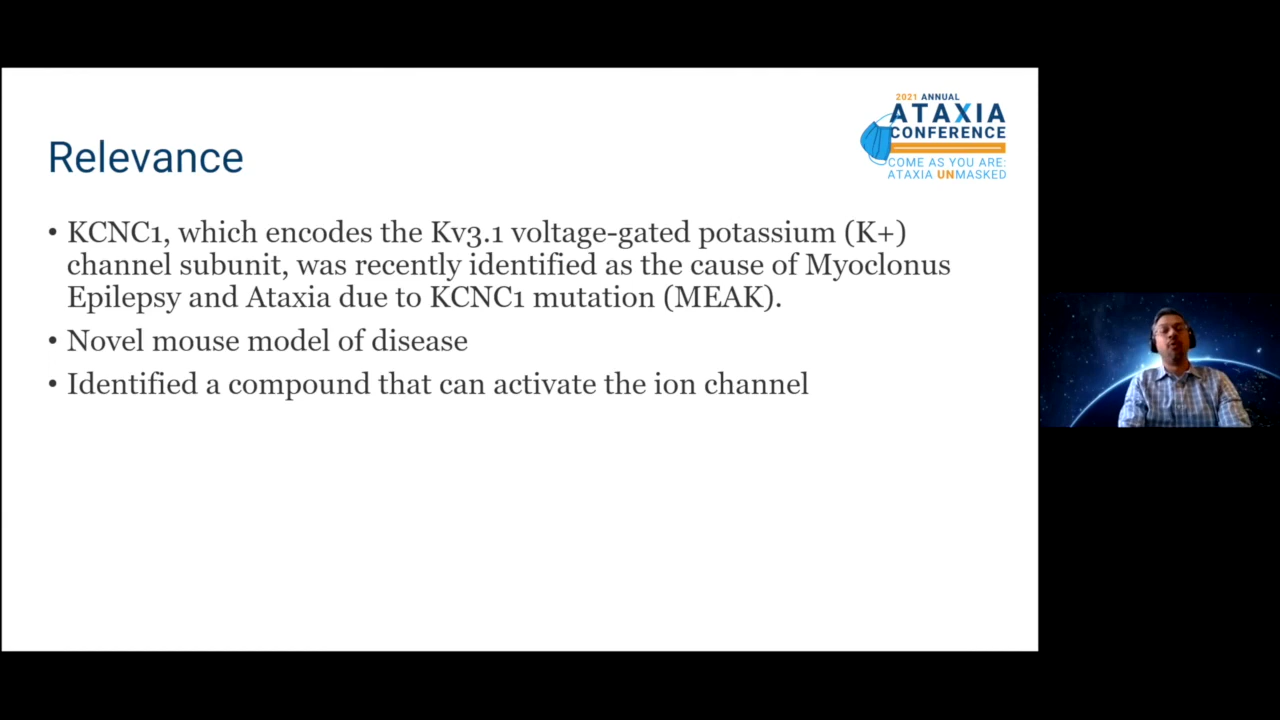 2021 ANNUAL
ATAXIA
CONFERENCE
COME AS YOU ARE:
ATAXIA UNMASKED
Relevance
• KCNC1, which encodes the Kv3.1 voltage-gated potassium (K+)
channel subunit, was recently identified as the cause of Myoclonus
Epilepsy and Ataxia due to KCNC1 mutation (MEAK).
• Novel mouse model of disease
• Identified a compound that can activate the ion channel